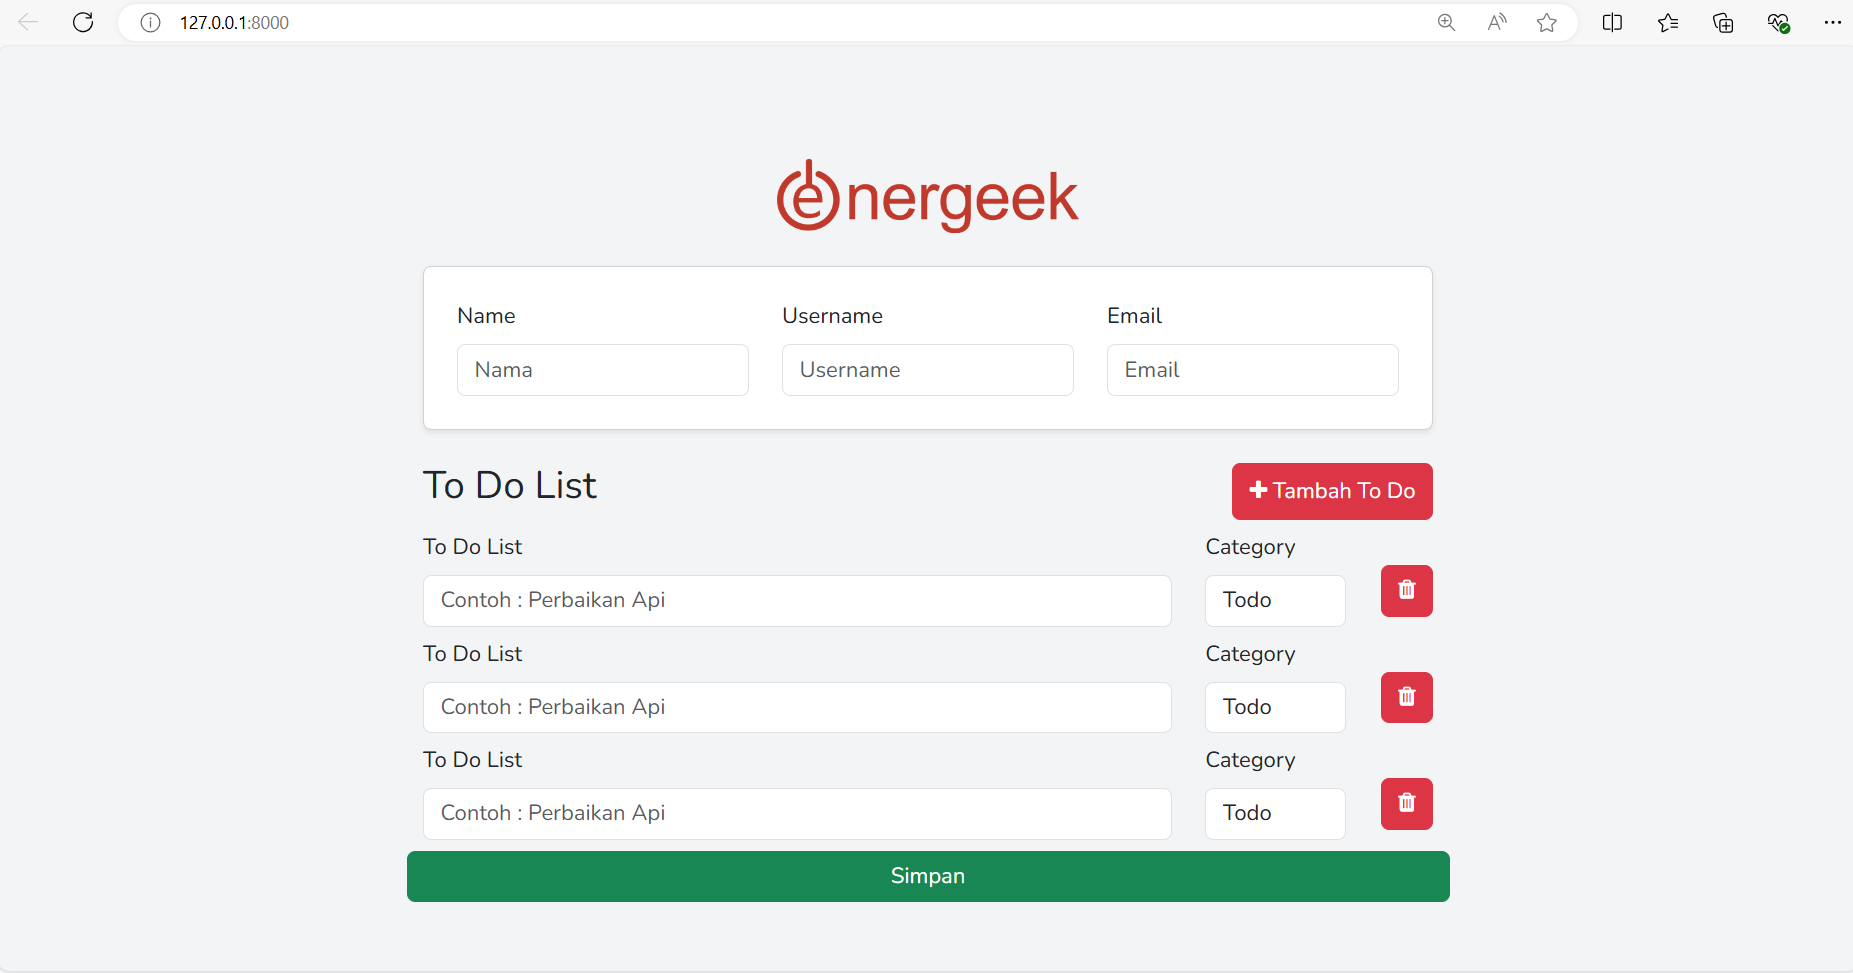 127.0.0.1:8000
energeek
Name Username Email
Nama Username Email
To Do List
Tambah To Do
To Do List Category
Contoh : Perbaikan Api Todo
To Do List Category
Contoh : Perbaikan Api Todo
To Do List Category
Contoh : Perbaikan Api Todo
Simpan